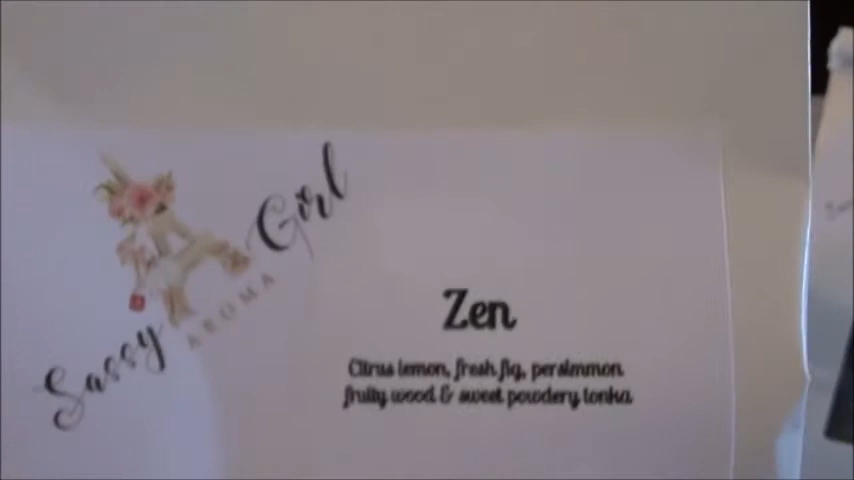 Sassy Girl
AROMA
Zen
Citrus lemon, fresh fig, persimmon
fruity wood & sweet powdery tonka